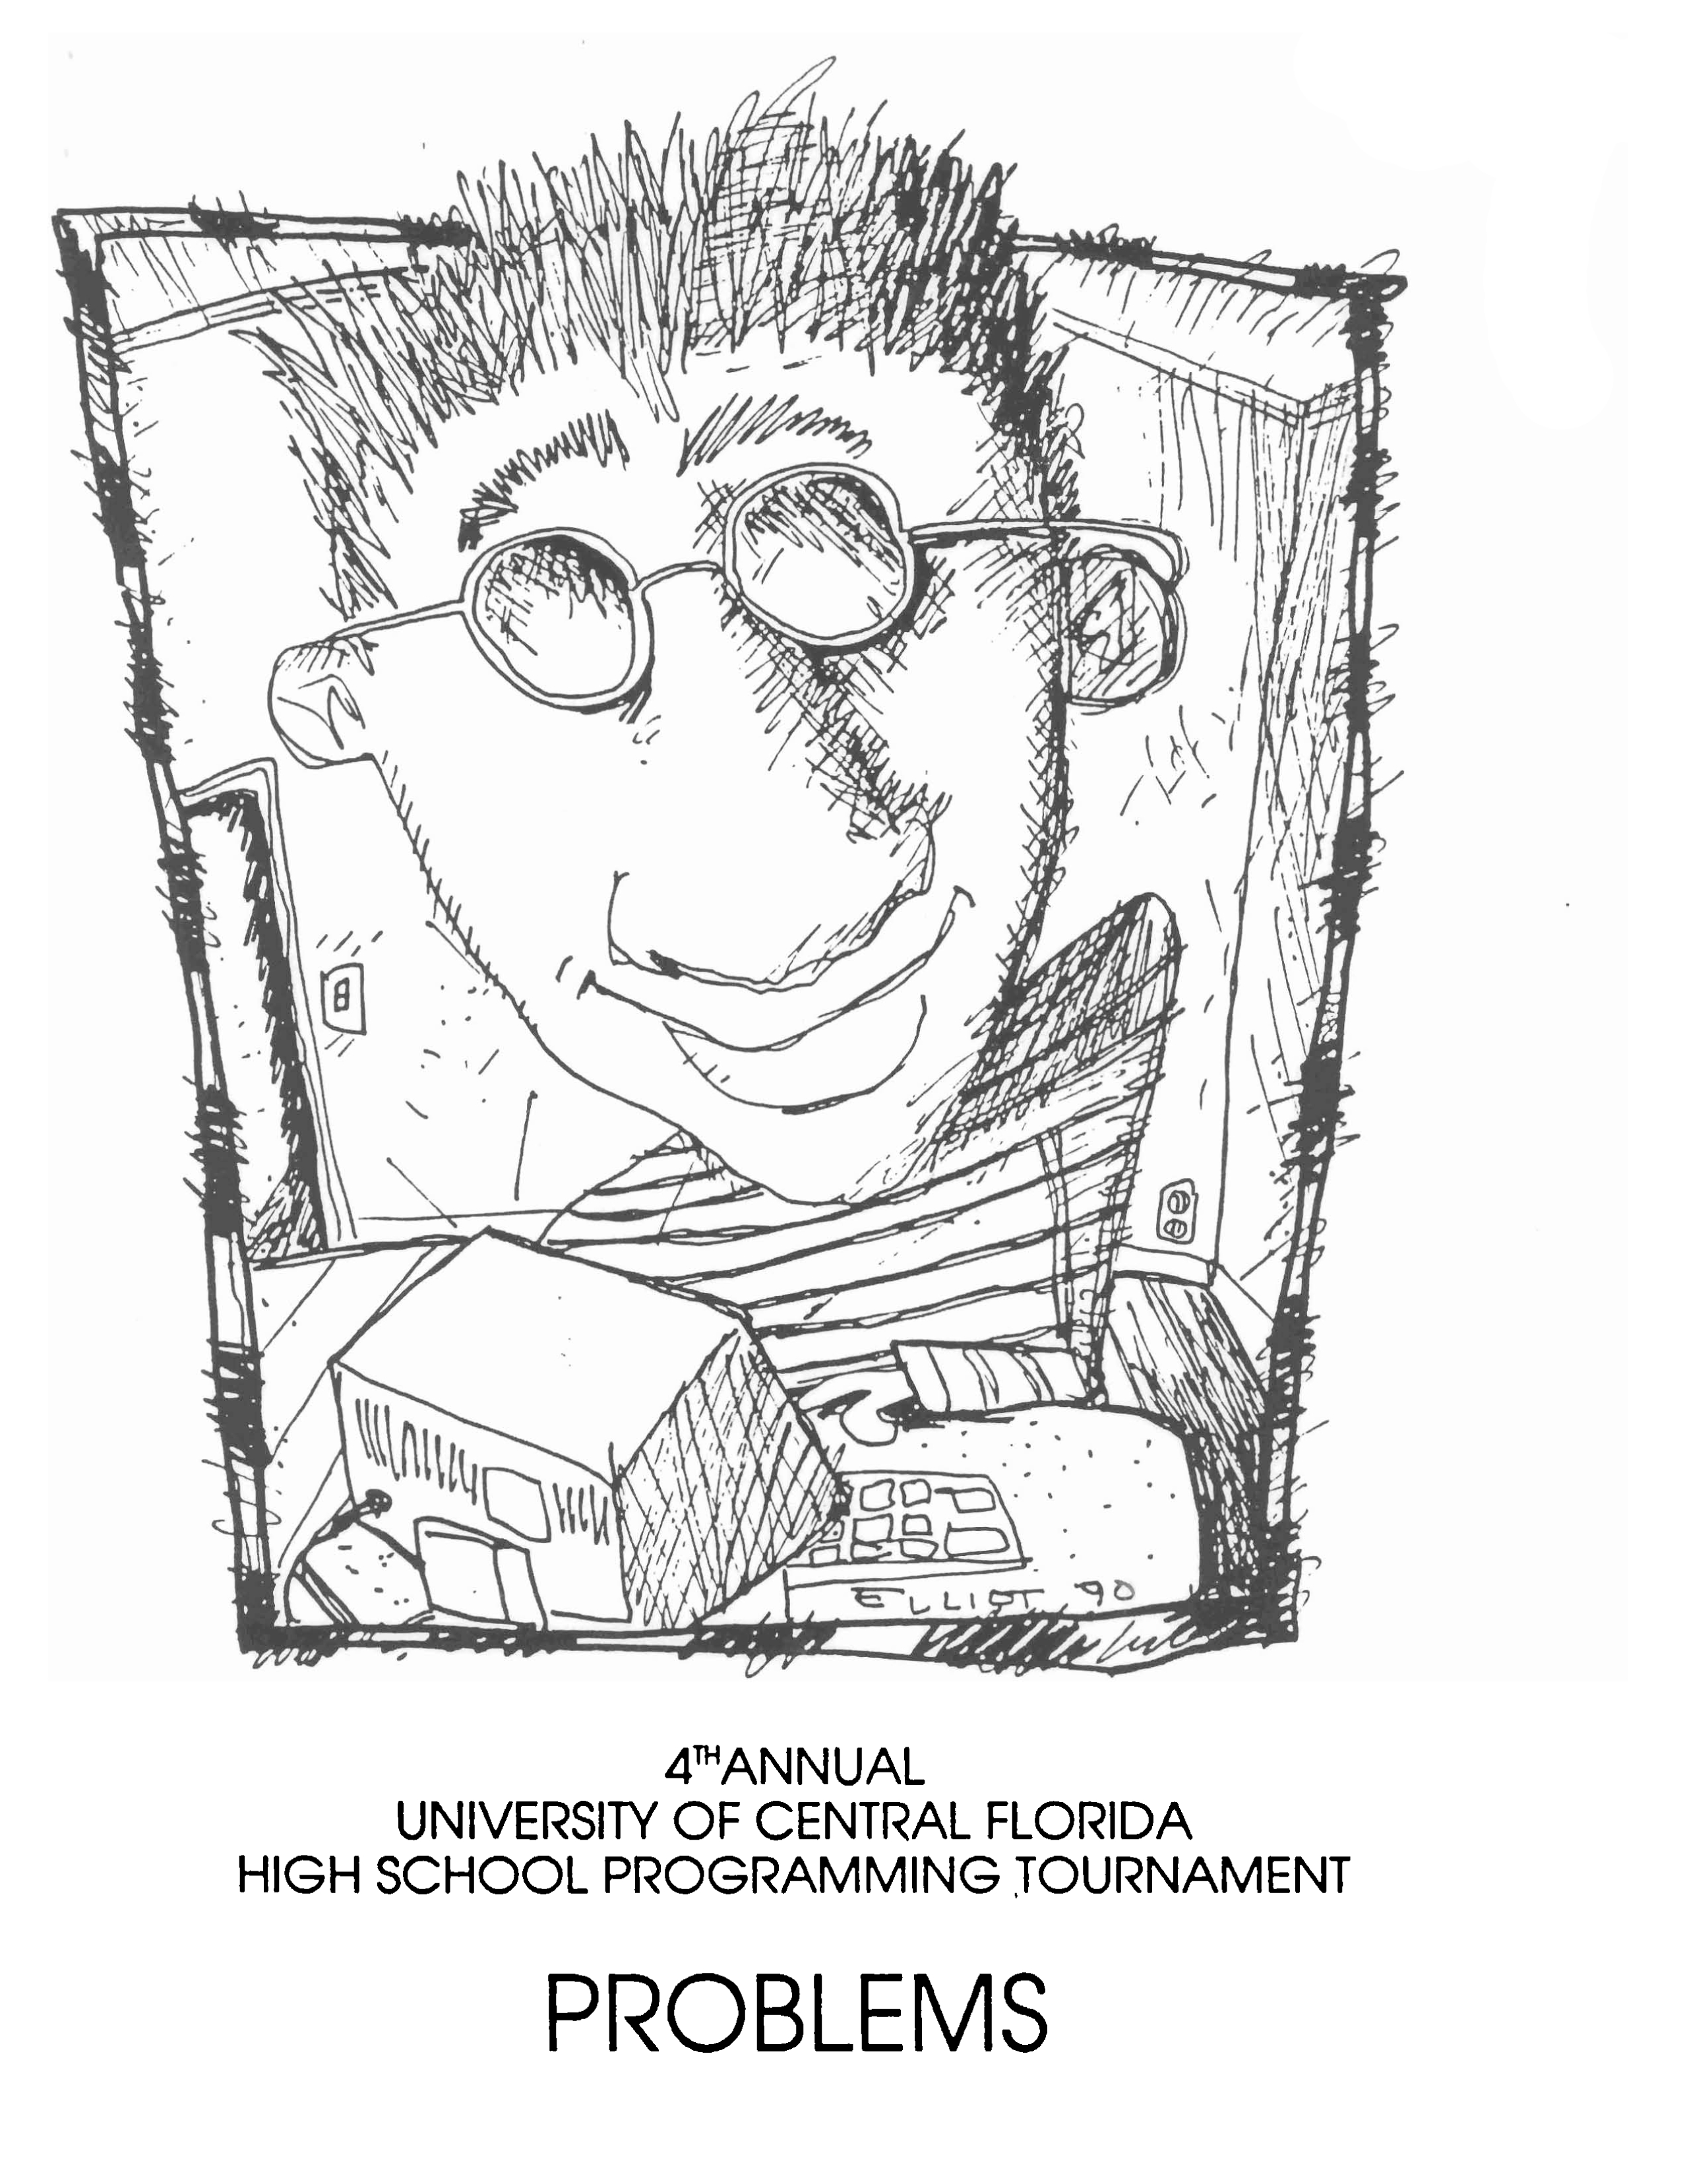 ELLIOT 90
4TH ANNUAL
UNIVERSITY OF CENTRAL FLORIDA
HIGH SCHOOL PROGRAMMING TOURNAMENT
PROBLEMS